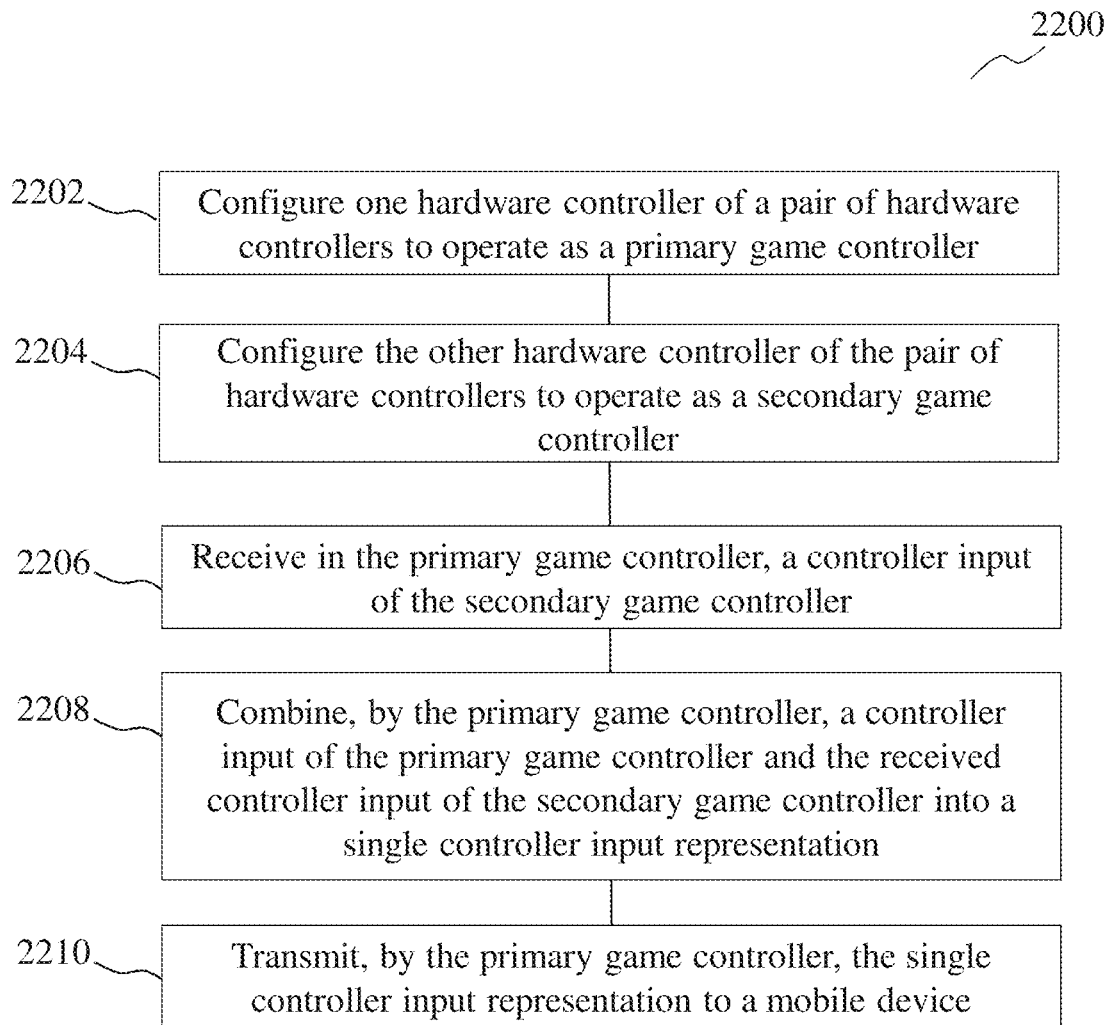 2200
2202
Configure one hardware controller of a pair of hardware
controllers to operate as a primary game controller
2204
Configure the other hardware controller of the pair of
hardware controllers to operate as a secondary game
controller
2206
Receive in the primary game controller, a controller input
of the secondary game controller
2208
Combine, by the primary game controller, a controller
input of the primary game controller and the received
controller input of the secondary game controller into a
single controller input representation
2210
Transmit, by the primary game controller, the single
controller input representation to a mobile device